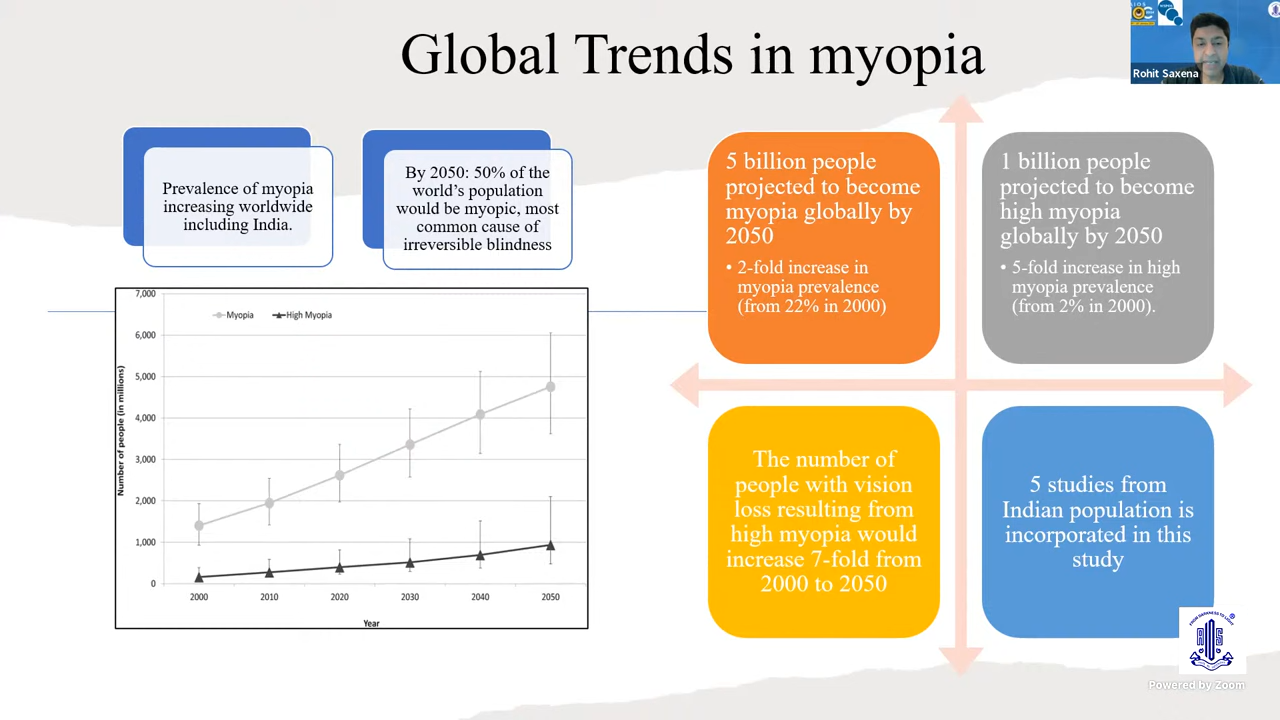 Global Trends in myopia
Rohit Saxena
Prevalence of myopia
increasing worldwide
including India.
By 2050: 50% of the
world's population
would be myopic, most
common cause of
irreversible blindness
5 billion people
projected to become
myopia globally by
2050
• 2-fold increase in
myopia prevalence
(from 22% in 2000)
1 billion people
projected to become
high myopia
globally by 2050
• 5-fold increase in high
myopia prevalence
(from 2% in 2000).
7,000
6,000
5,000
4,000
3,000
2,000
1,000
0
Number of people (in millions)
Myopia
High Myopia
2000
2010
2020
2030
2040
2050
Year
The number of
people with vision
loss resulting from
high myopia would
increase 7-fold from
2000 to 2050
5 studies from
Indian population is
incorporated in this
study
Powered by Zoom